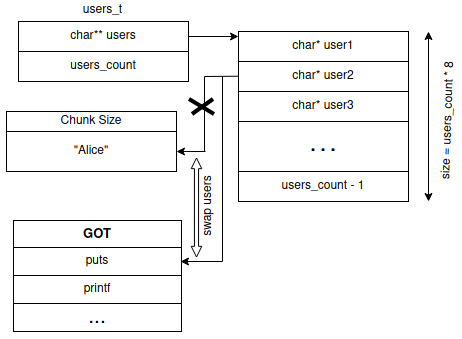 users_t
char** users
users_count
char* user1
char* user2
char* user3
...
users_count - 1
size = users_count * 8
Chunk Size
"Alice"
swap users
GOT
puts
printf
...